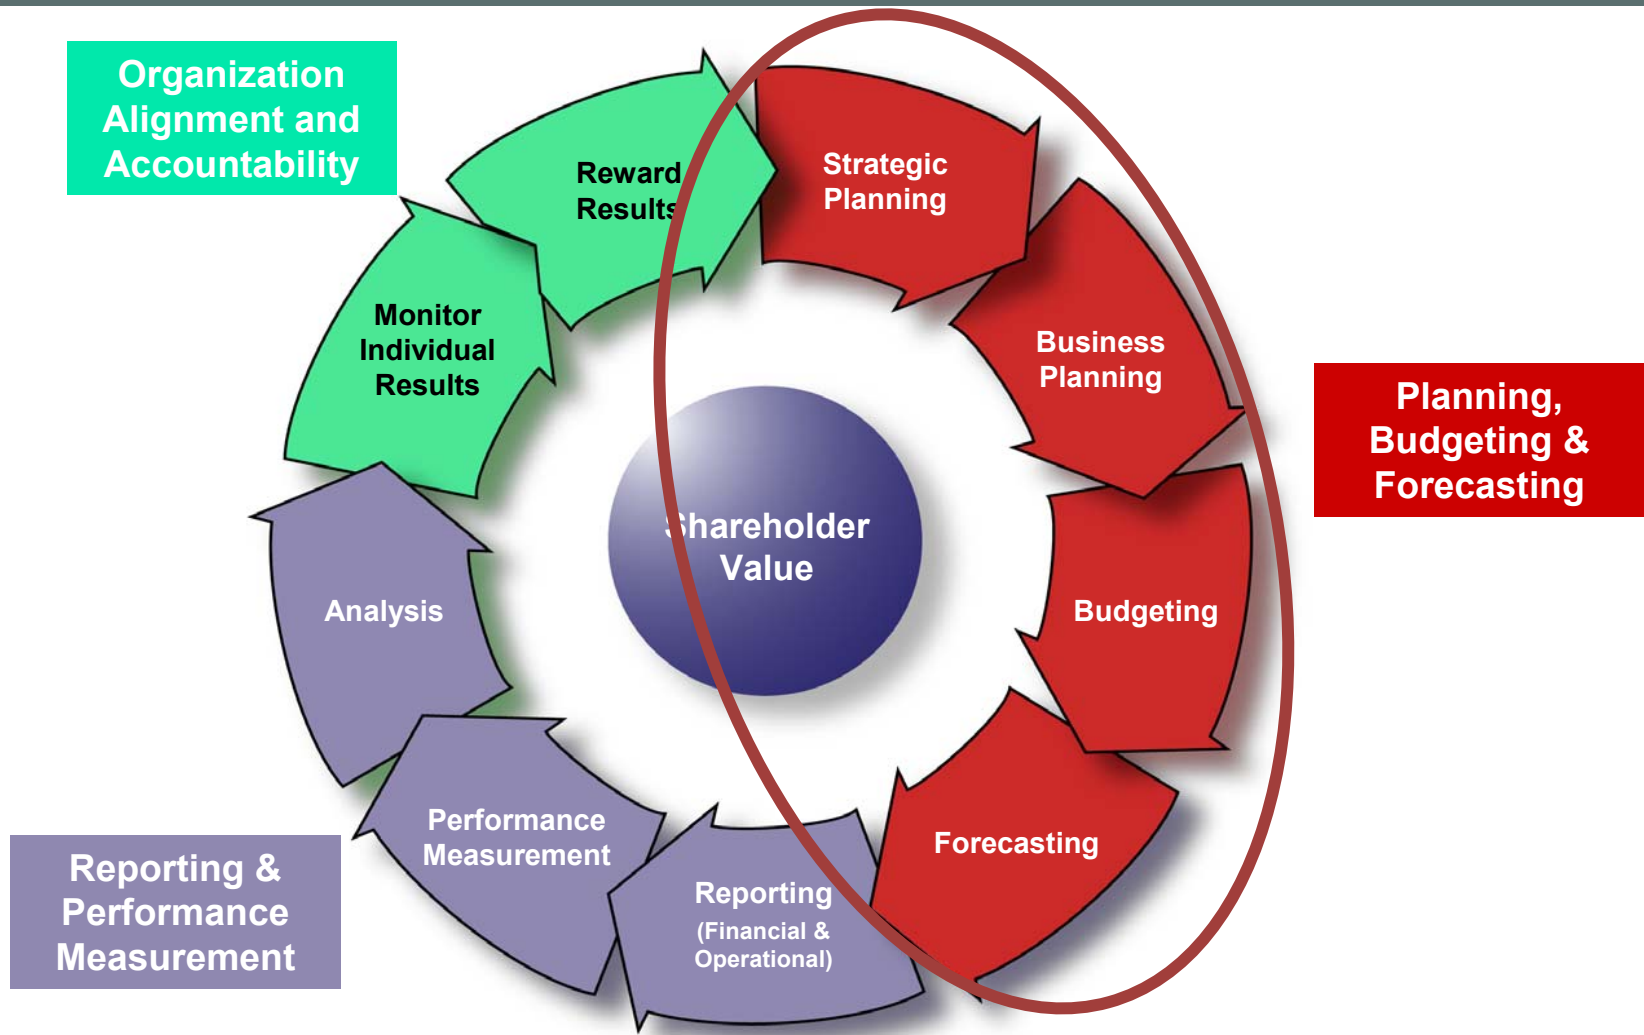 Organization
Alignment and
Accountability
Reward
Results
Strategic
Planning
Monitor
Individual
Results
Business
Planning
Planning,
Budgeting &
Forecasting
Shareholder
Value
Analysis
Budgeting
Performance
Measurement
Forecasting
Reporting
(Financial &
Operational)
Reporting &
Performance
Measurement